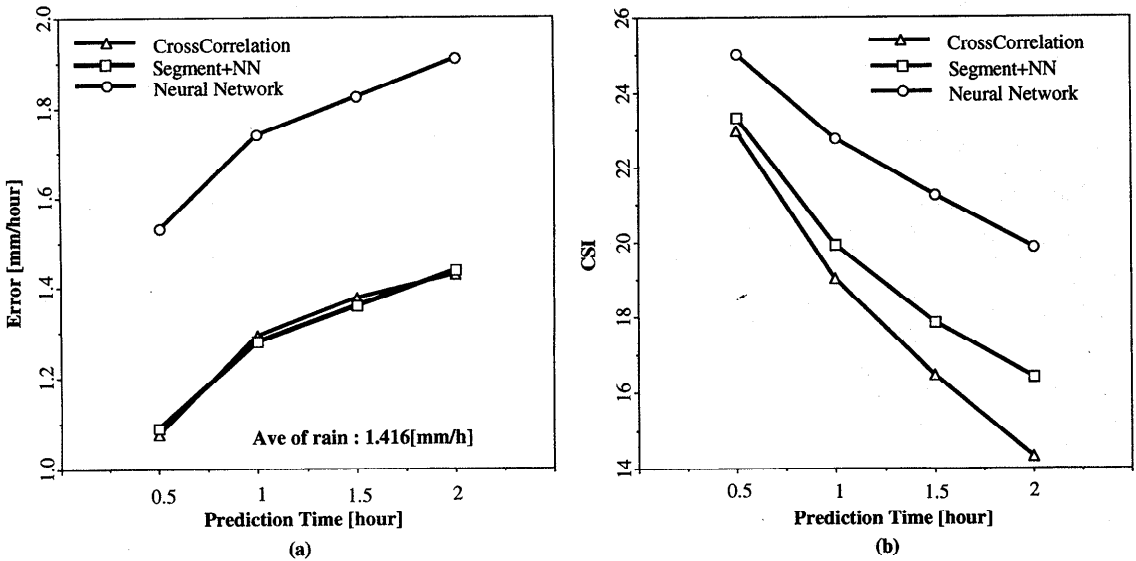 2.0
1.8
1.6
1.4
1.2
1.0
Error [mm/hour]
CrossCorrelation
Segment+NN
Neural Network
Ave of rain : 1.416[mm/h]
0.5 1 1.5 2
Prediction Time [hour]
(a)
26
24
22
20
18
16
14
CSI
CrossCorrelation
Segment+NN
Neural Network
0.5 1 1.5 2
Prediction Time [hour]
(b)